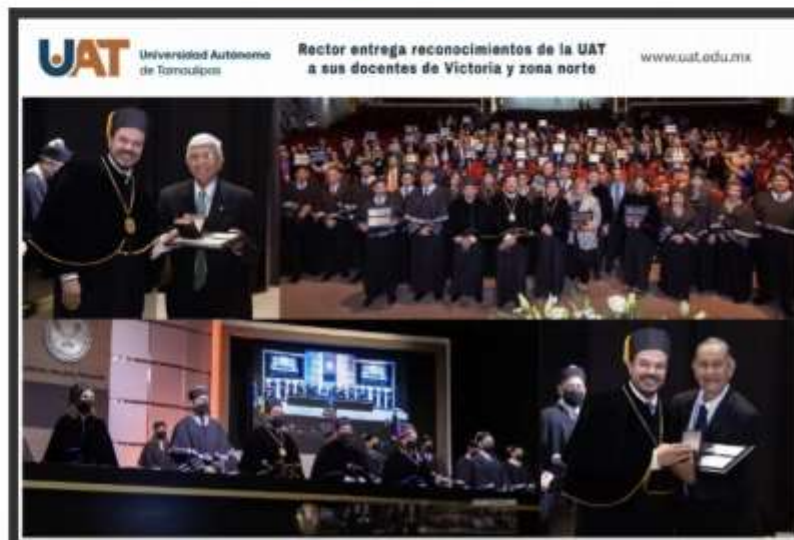 UAT
Universidad Autónoma
de Tamaulipas
Rector entrega reconocimientos de la UAT
a sus docentes de Victoria y zona norte
www.uat.edu.mx